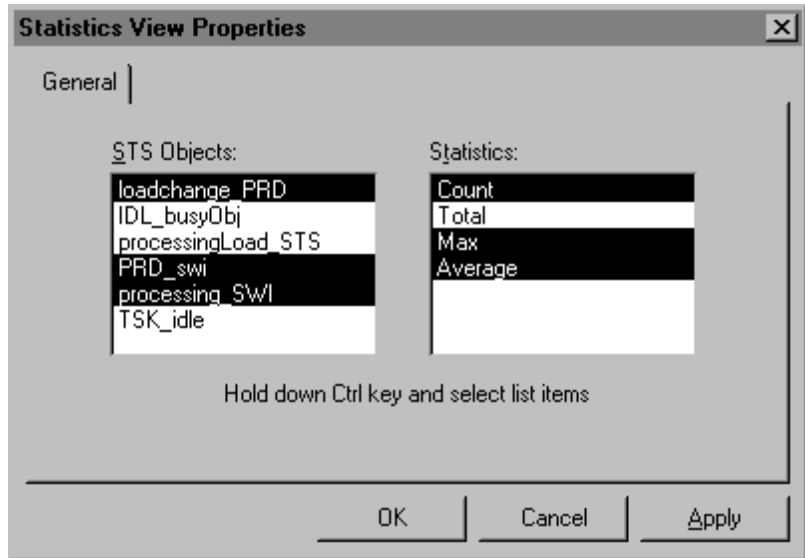 Statistics View Properties
General
STS Objects:
loadchange_PRD
IDL_busyObj
processingLoad_STS
PRD_swi
processing_SWI
TSK_idle
Statistics:
Count
Total
Max
Average
Hold down Ctrl key and select list items
OK Cancel Apply